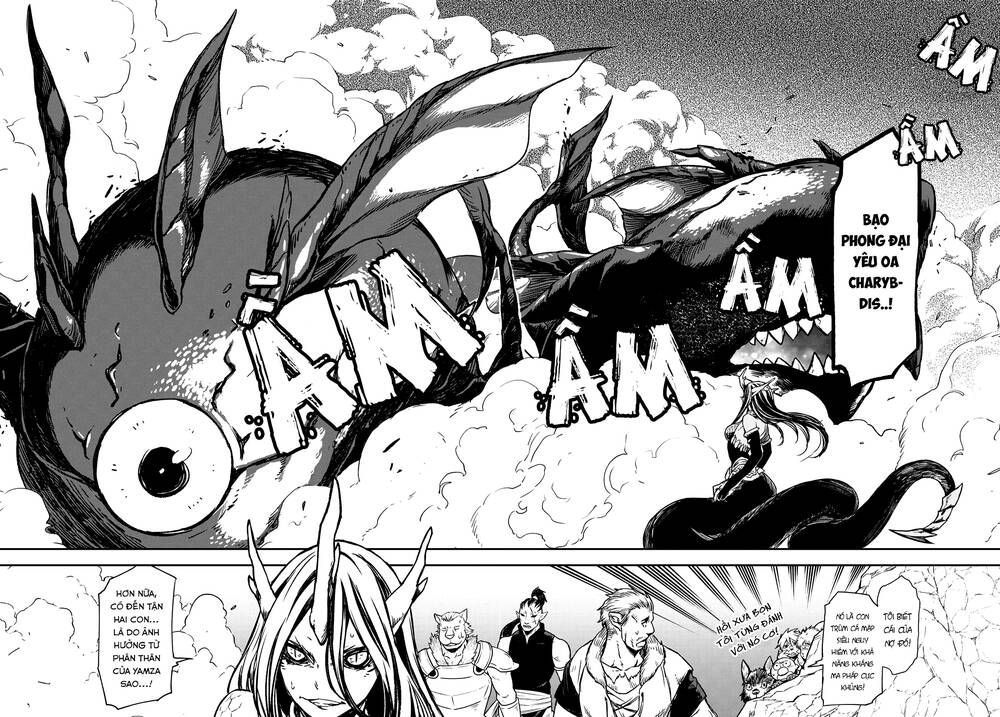 ẦM
ẦM
ẦM
ẦM
ẦM
BẠO
PHONG ĐẠI
YÊU OA
CHARYB-
DIS..!
TÔI BIẾT
CÁI CỦA
NỢ ĐÓ!
NÓ LÀ CON
TRÙM CÁ MẬP
SIÊU NGUY
HIỂM VỚI KHẢ
NĂNG KHÁNG
MA PHÁP CỰC
KHỦNG!
HỒI XƯA BỌN
TÔI TỪNG ĐÁNH
VỚI NÓ CƠ!
HƠN NỮA,
CÓ ĐẾN TẬN
HAI CON...
LÀ DO ẢNH
HƯỞNG TỪ
PHÂN THÂN
CỦA YAMZA
SAO...!